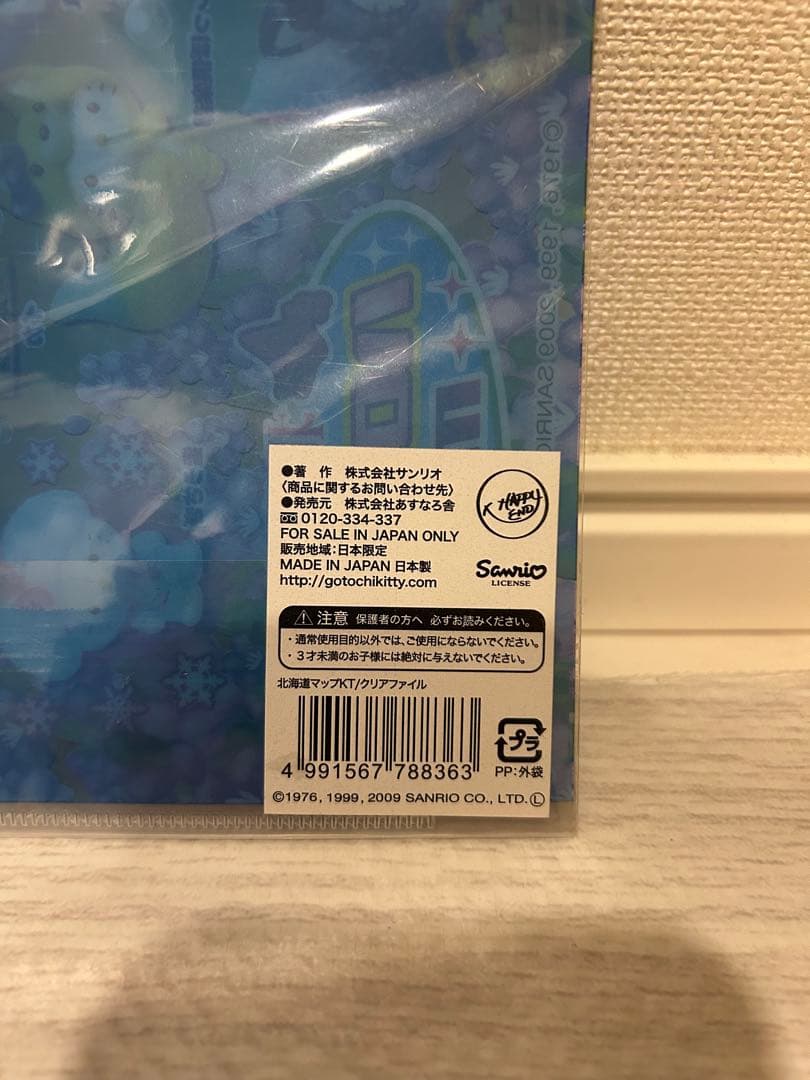 ©1976, 1999, 2009 SANRIO
●著　作　株式会社サンリオ
〈商品に関するお問い合わせ先〉
●発売元　株式会社あすなろ舎
0120-334-337
FOR SALE IN JAPAN ONLY
販売地域：日本限定
MADE IN JAPAN 日本製
http://gotochikitty.com
HAPPY
END
Sanrio
LICENSE
⚠ 注意 保護者の方へ 必ずお読みください。
・通常使用目的以外では、ご使用にならないでください。
・３才未満のお子様には絶対に与えないでください。
北海道マップKT/クリアファイル
4 991567 788363
プラ
PP：外袋
©1976, 1999, 2009 SANRIO CO., LTD. Ⓛ